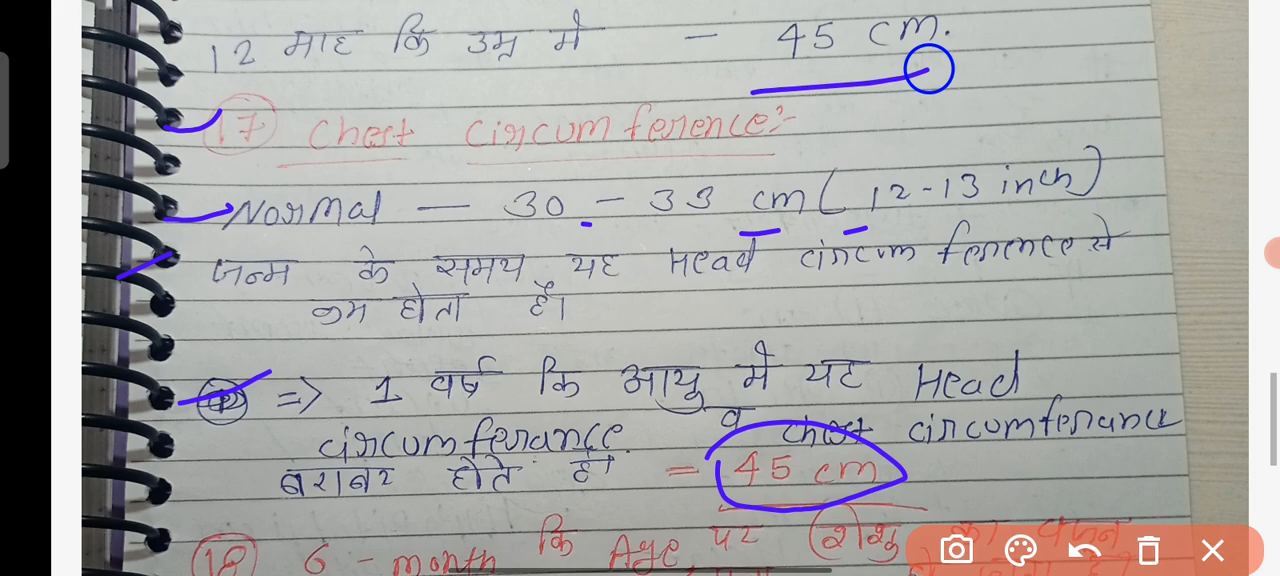 12 माह कि उम्र मे - 45 cm.
17 Chest Circumference:-
Normal - 30 - 33 cm (12-13 inch)
जन्म के समय यह Head circumference से
कम होता है।
=> 1 वर्ष कि आयु में यह Head
circumferance व chest circumferance
बराबर होते है। = 45 cm
18 6 - month कि Age पर शिशु का वजन